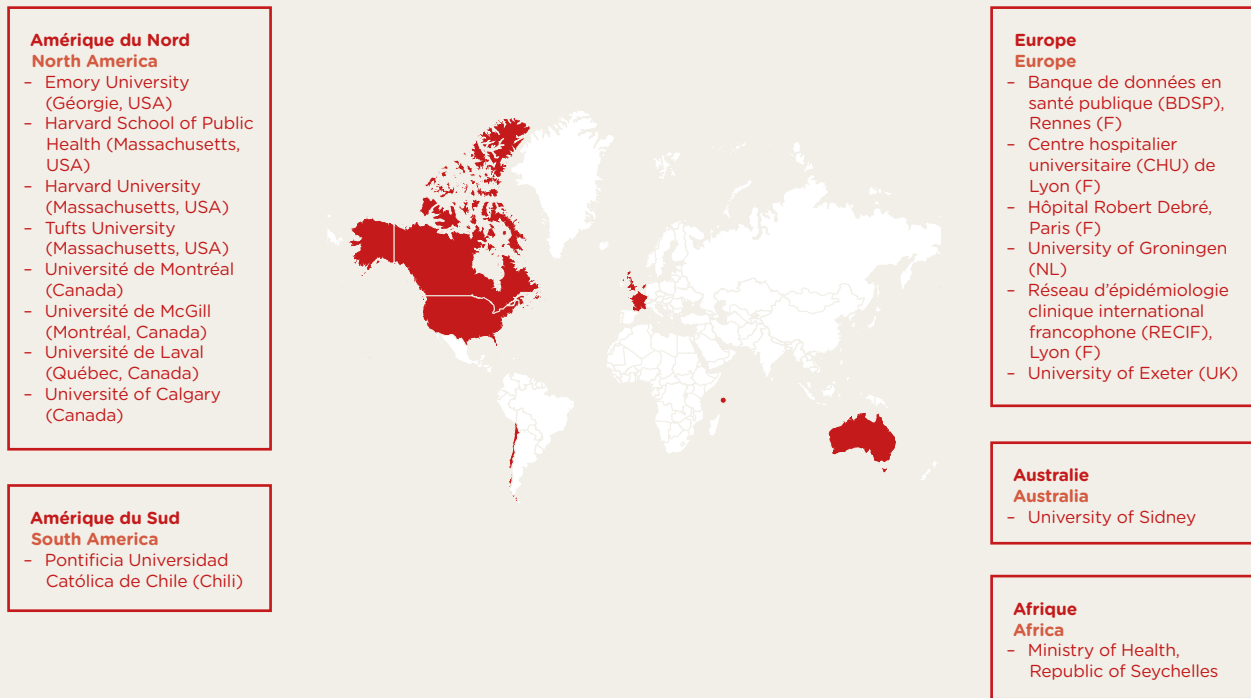 Amérique du Nord
North America
– Emory University
(Géorgie, USA)
– Harvard School of Public
Health (Massachusetts,
USA)
– Harvard University
(Massachusetts, USA)
– Tufts University
(Massachusetts, USA)
– Université de Montréal
(Canada)
– Université de McGill
(Montréal, Canada)
– Université de Laval
(Québec, Canada)
– Université of Calgary
(Canada)
Amérique du Sud
South America
– Pontificia Universidad
Católica de Chile (Chili)
Europe
Europe
– Banque de données en
santé publique (BDSP),
Rennes (F)
– Centre hospitalier
universitaire (CHU) de
Lyon (F)
– Hôpital Robert Debré,
Paris (F)
– University of Groningen
(NL)
– Réseau d’épidémiologie
clinique international
francophone (RECIF),
Lyon (F)
– University of Exeter (UK)
Australie
Australia
– University of Sidney
Afrique
Africa
– Ministry of Health,
Republic of Seychelles